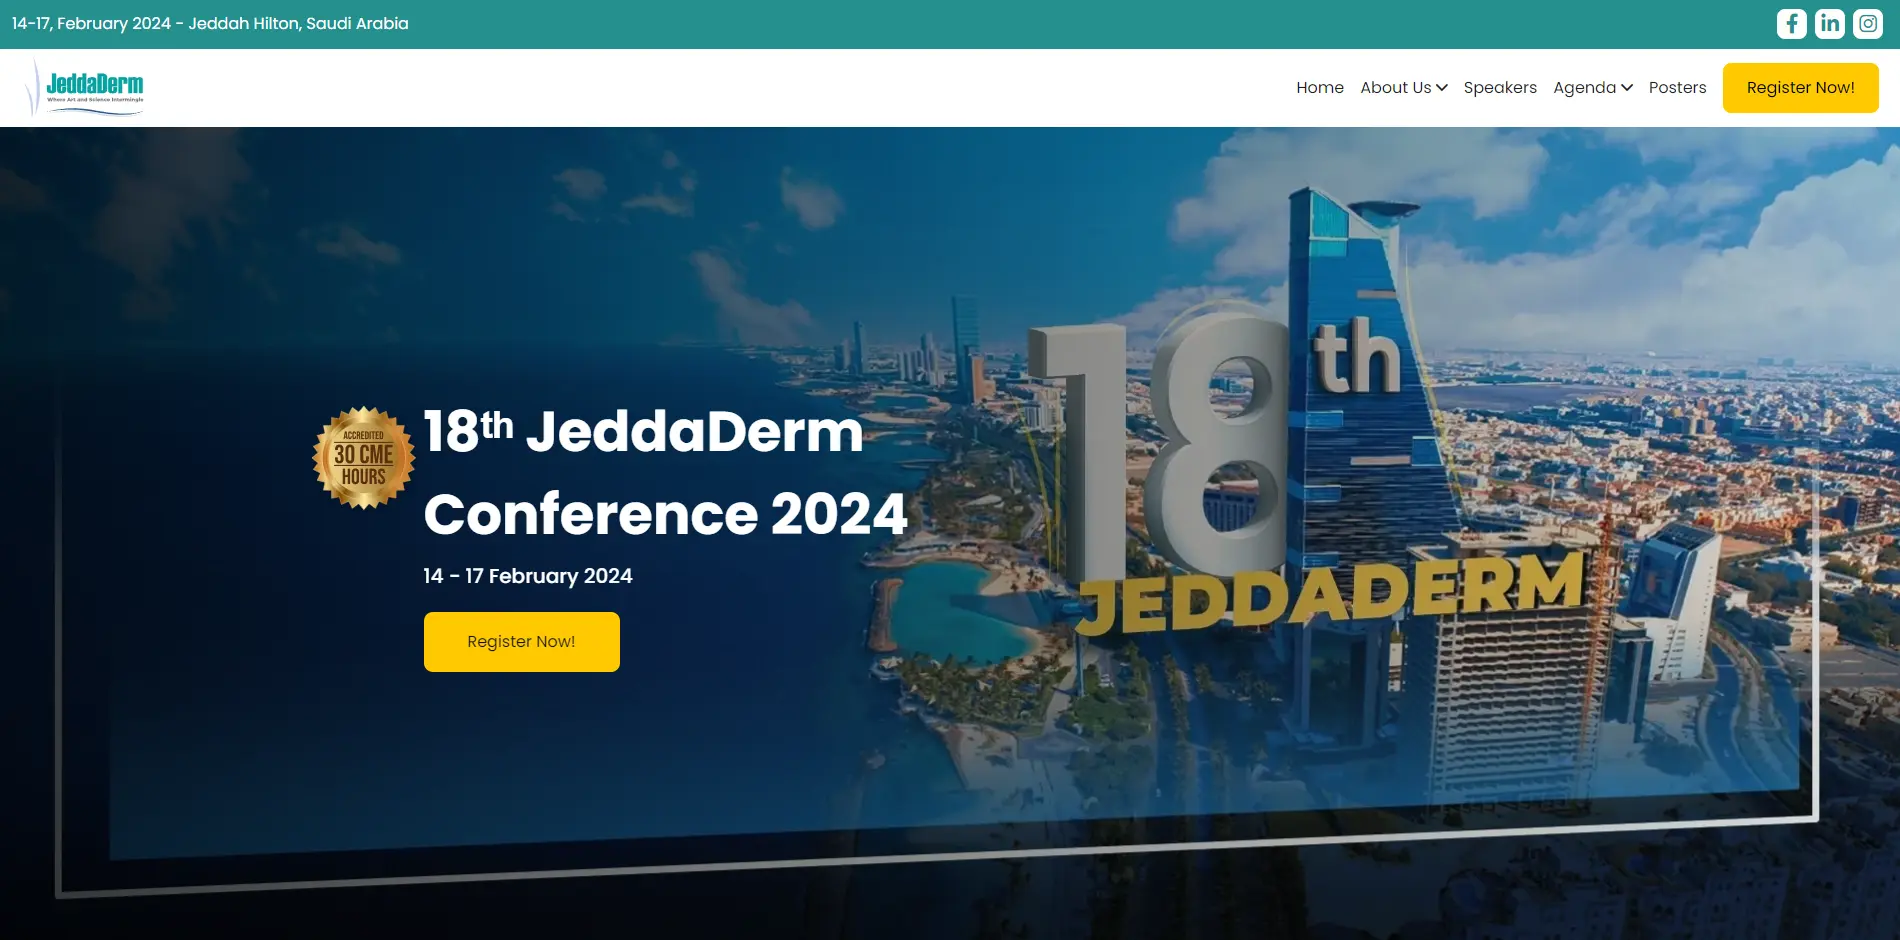 14-17, February 2024 - Jeddah Hilton, Saudi Arabia
JeddaDerm
Where Art and Science Intermingle
Home About Us Speakers Agenda Posters Register Now!
18th
JEDDADERM
ACCREDITED
30 CME
HOURS
18th JeddaDerm
Conference 2024
14 - 17 February 2024
Register Now!